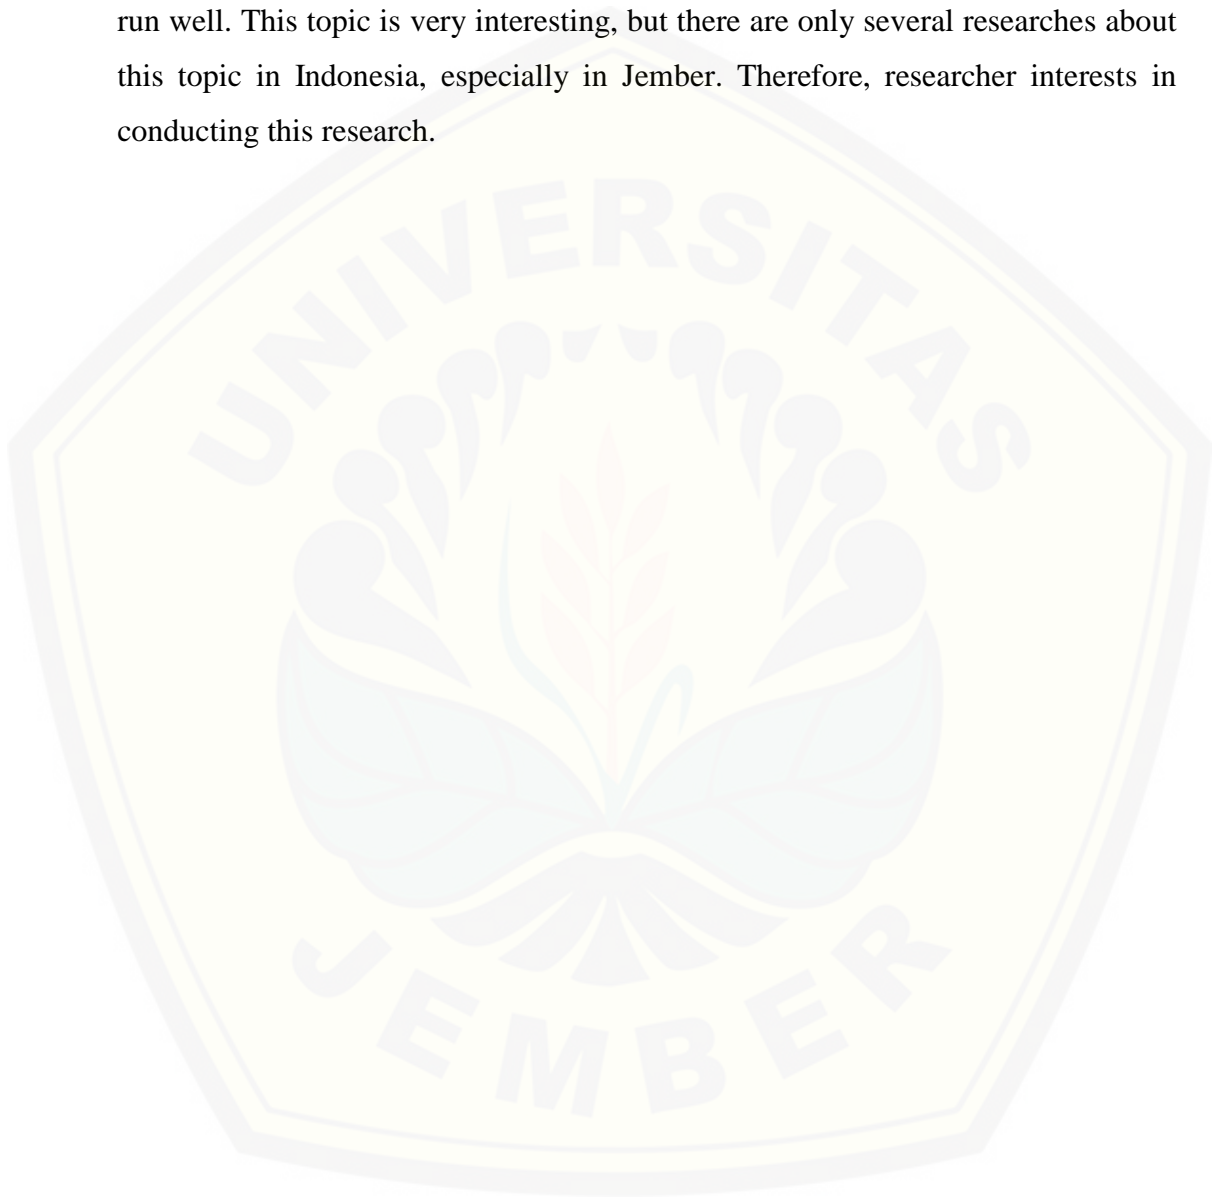 run well. This topic is very interesting, but there are only several researches about
this topic in Indonesia, especially in Jember. Therefore, researcher interests in
conducting this research.
UNIVERSITAS
JEMBER